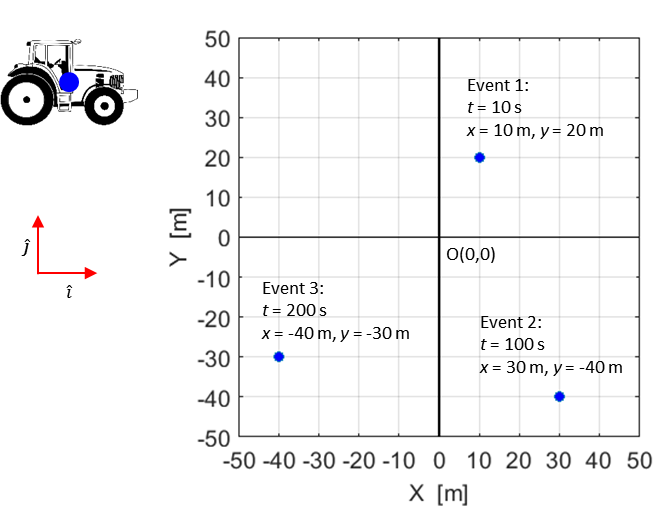 50
40
30
20
10
0
-10
-20
-30
-40
-50
Y [m]
Event 1:
t = 10 s
x = 10 m, y = 20 m
O(0,0)
Event 3:
t = 200 s
x = -40 m, y = -30 m
Event 2:
t = 100 s
x = 30 m, y = -40 m
-50 -40 -30 -20 -10 0 10 20 30 40 50
X [m]
ĵ
î